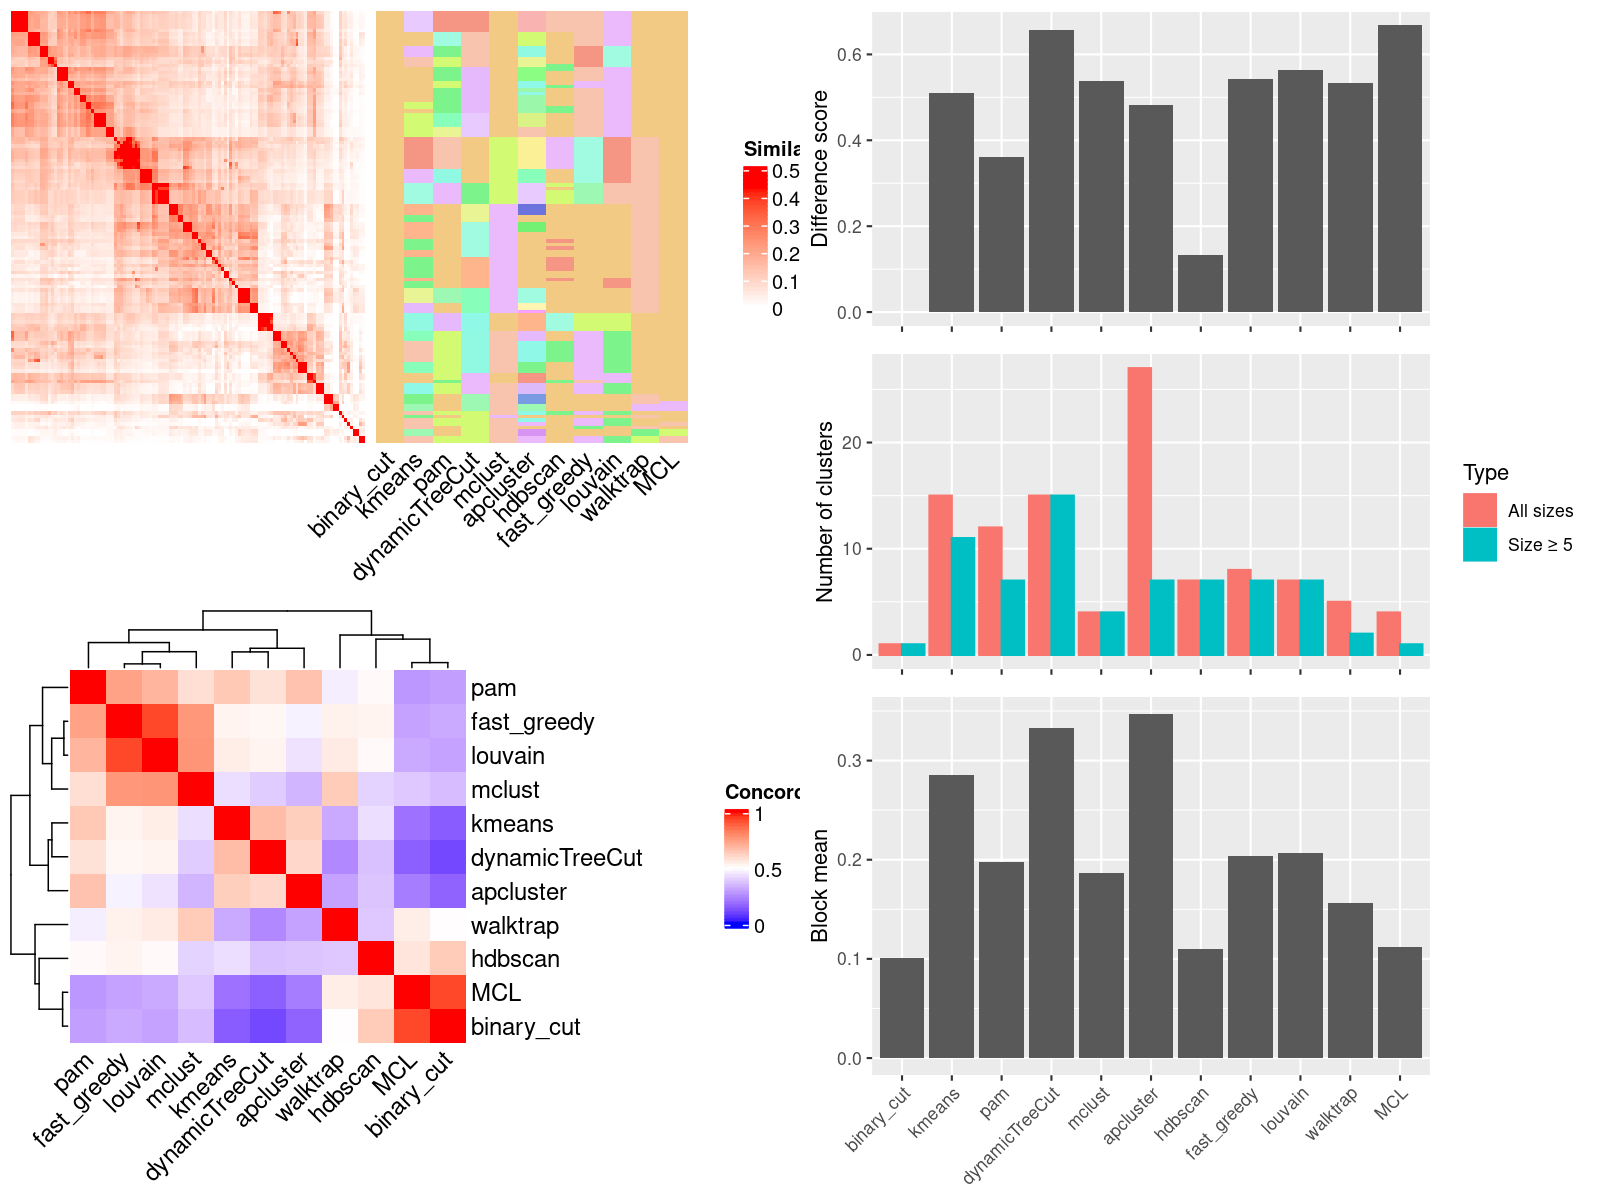 Simila
0.5
0.4
0.3
0.2
0.1
0
binary_cut
kmeans
pam
dynamicTreeCut
mclust
apcluster
hdbscan
fast_greedy
louvain
walktrap
MCL
pam
fast_greedy
louvain
mclust
kmeans
dynamicTreeCut
apcluster
walktrap
hdbscan
MCL
binary_cut
pam
fast_greedy
louvain
mclust
kmeans
dynamicTreeCut
apcluster
walktrap
hdbscan
MCL
binary_cut
Concord
1
0.5
0
Difference score
0.6
0.4
0.2
0.0
Number of clusters
20
10
0
Type
All sizes
Size ≥ 5
Block mean
0.3
0.2
0.1
0.0
binary_cut
kmeans
pam
dynamicTreeCut
mclust
apcluster
hdbscan
fast_greedy
louvain
walktrap
MCL